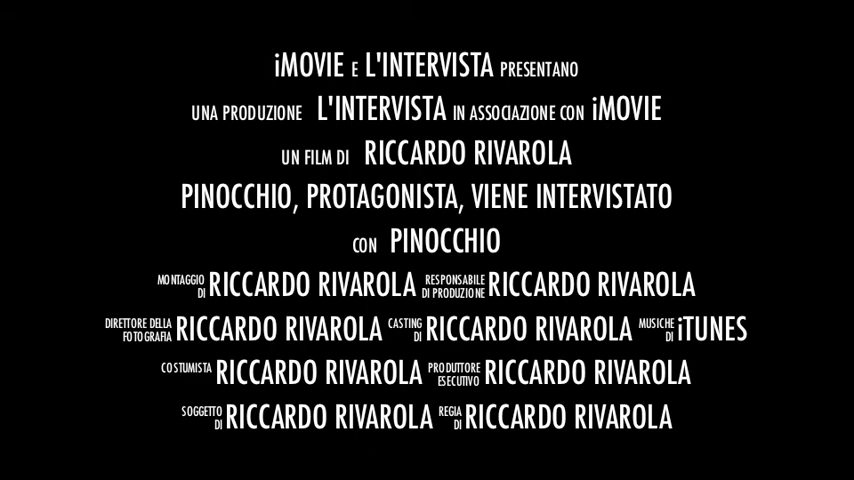 iMOVIE E L'INTERVISTA PRESENTANO
UNA PRODUZIONE L'INTERVISTA IN ASSOCIAZIONE CON iMOVIE
UN FILM DI RICCARDO RIVAROLA
PINOCCHIO, PROTAGONISTA, VIENE INTERVISTATO
CON PINOCCHIO
MONTAGGIO DI RICCARDO RIVAROLA RESPONSABILE DI PRODUZIONE RICCARDO RIVAROLA
DIRETTORE DELLA FOTOGRAFIA RICCARDO RIVAROLA CASTING DI RICCARDO RIVAROLA MUSICHE DI iTUNES
COSTUMISTA RICCARDO RIVAROLA PRODUTTORE ESECUTIVO RICCARDO RIVAROLA
SOGGETTO DI RICCARDO RIVAROLA REGIA DI RICCARDO RIVAROLA